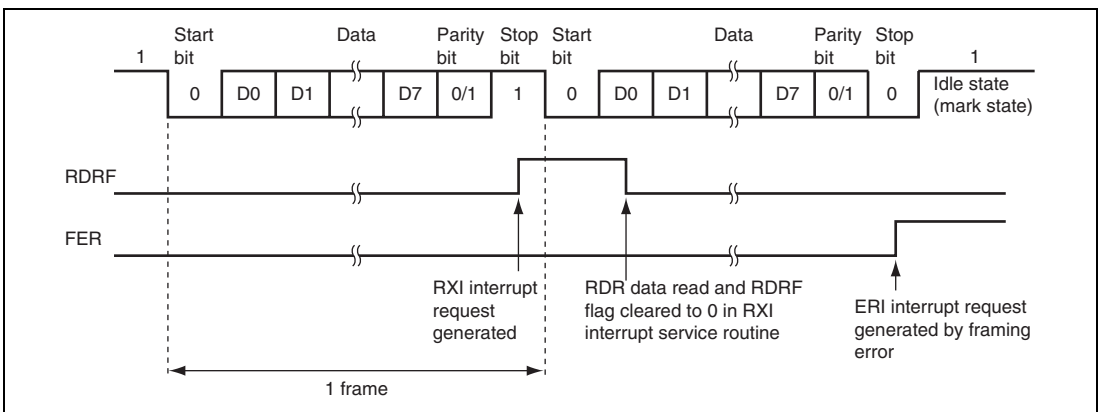 Start bit
Data
Parity bit
Stop bit
Start bit
Data
Parity bit
Stop bit
1
1
0
D0
D1
D7
0/1
1
0
D0
D1
D7
0/1
0
Idle state
(mark state)
RDRF
FER
RXI interrupt
request
generated
RDR data read and RDRF
flag cleared to 0 in RXI
interrupt service routine
ERI interrupt request
generated by framing
error
1 frame